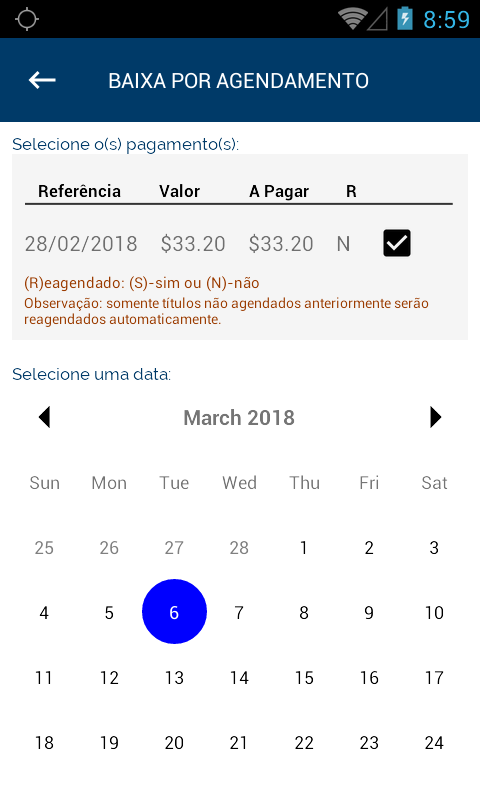 8:59
BAIXA POR AGENDAMENTO
Selecione o(s) pagamento(s):
Referência Valor A Pagar R
28/02/2018 $33.20 $33.20 N
(R)eagendado: (S)-sim ou (N)-não
Observação: somente títulos não agendados anteriormente serão
reagendados automaticamente.
Selecione uma data:
March 2018
Sun Mon Tue Wed Thu Fri Sat
25 26 27 28 1 2 3
4 5 6 7 8 9 10
11 12 13 14 15 16 17
18 19 20 21 22 23 24